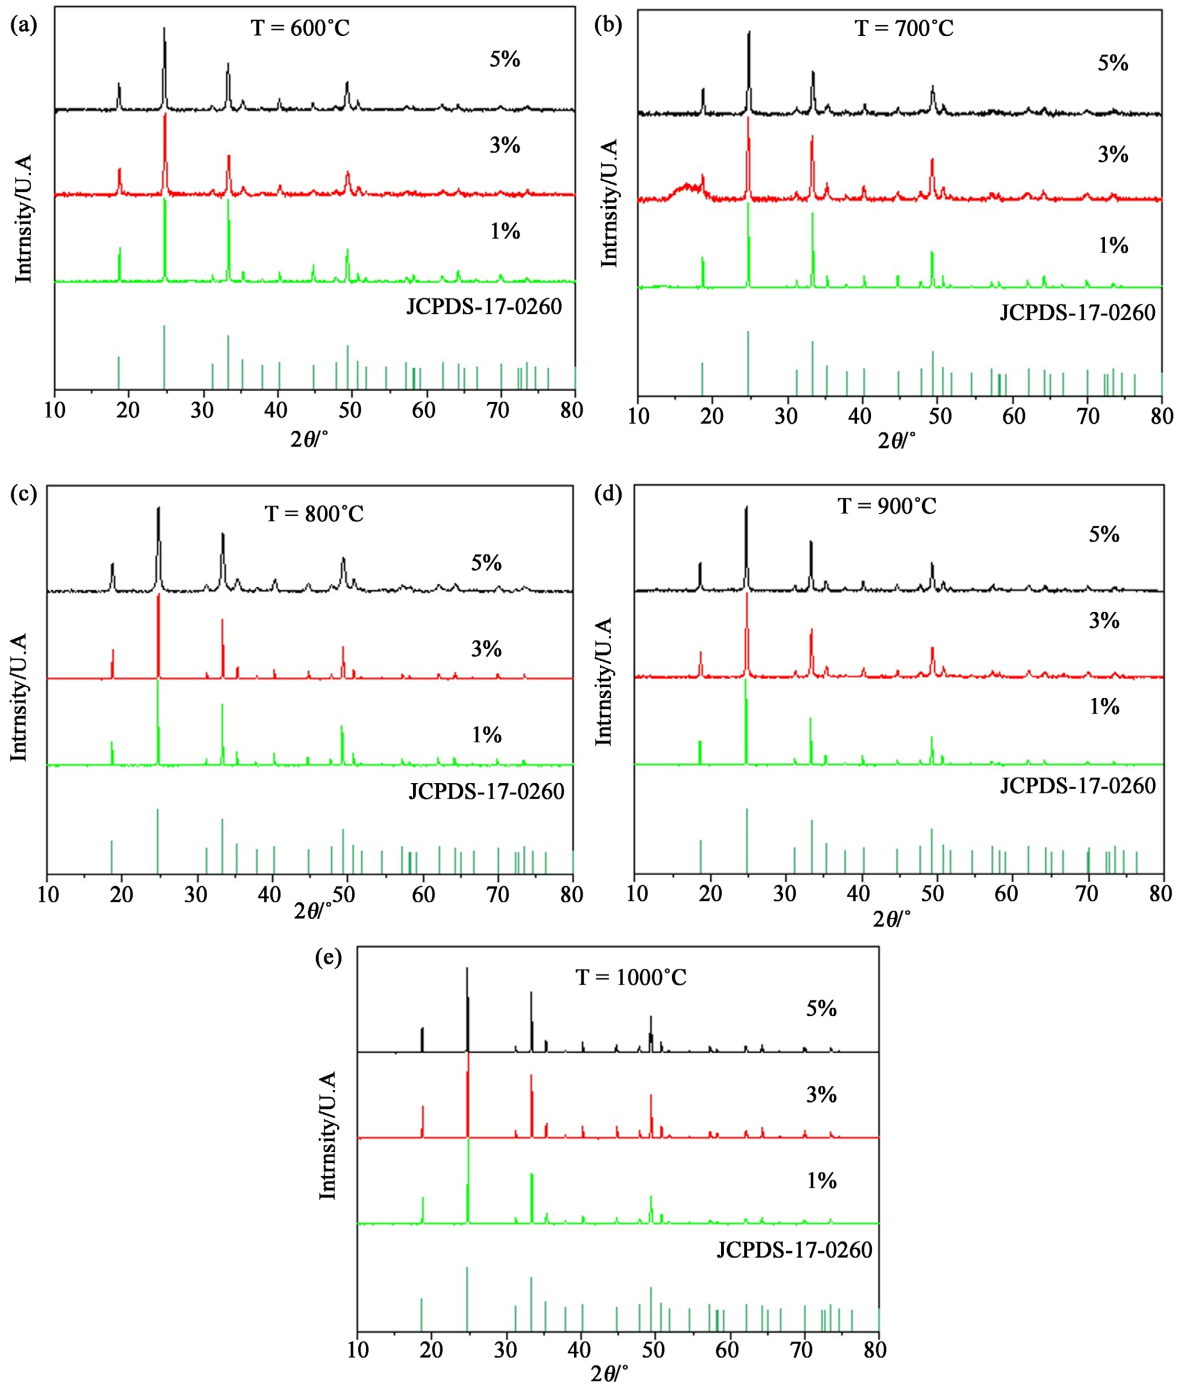 (a)
T = 600˚C
5%
3%
1%
JCPDS-17-0260
Intrnsity/U.A
10 20 30 40 50 60 70 80
2θ/˚
(b)
T = 700˚C
5%
3%
1%
JCPDS-17-0260
Intrnsity/U.A
10 20 30 40 50 60 70 80
2θ/˚
(c)
T = 800˚C
5%
3%
1%
JCPDS-17-0260
Intrnsity/U.A
10 20 30 40 50 60 70 80
2θ/˚
(d)
T = 900˚C
5%
3%
1%
JCPDS-17-0260
Intrnsity/U.A
10 20 30 40 50 60 70 80
2θ/˚
(e)
T = 1000˚C
5%
3%
1%
JCPDS-17-0260
Intrnsity/U.A
10 20 30 40 50 60 70 80
2θ/˚